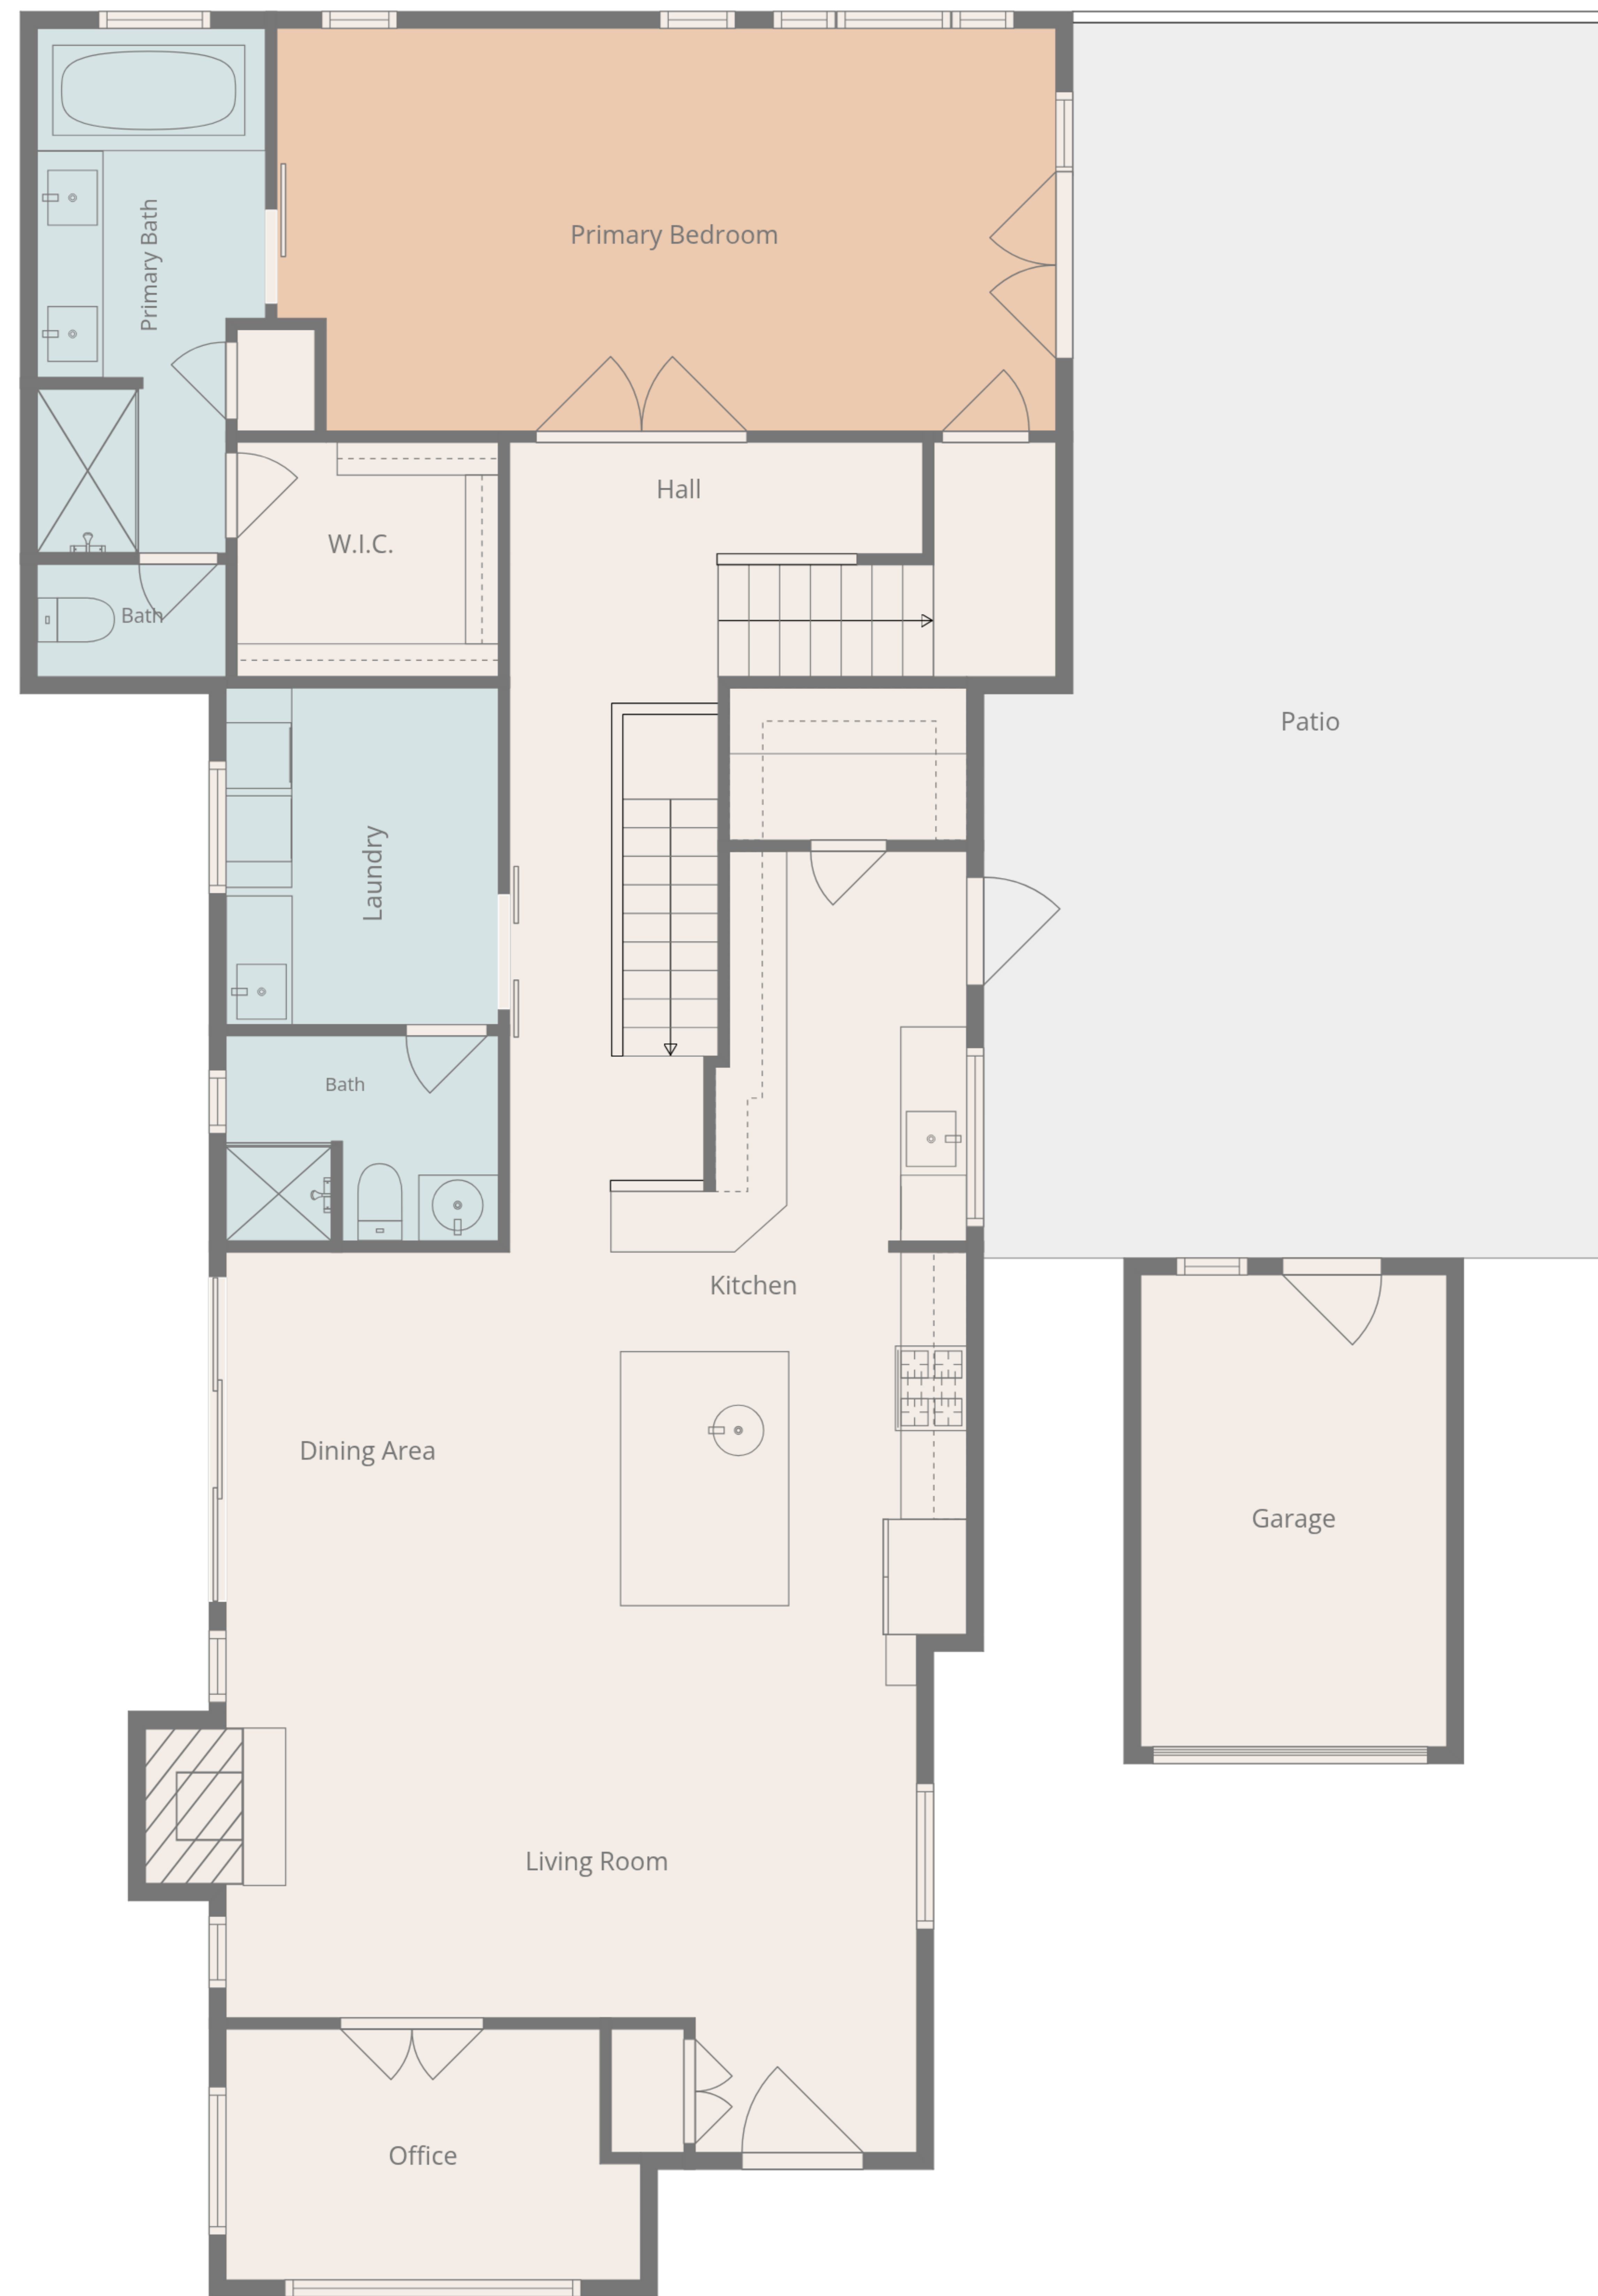 Primary Bath
Primary Bedroom
Hall
W.I.C.
Bath
Patio
Laundry
Bath
Kitchen
Dining Area
Garage
Living Room
Office